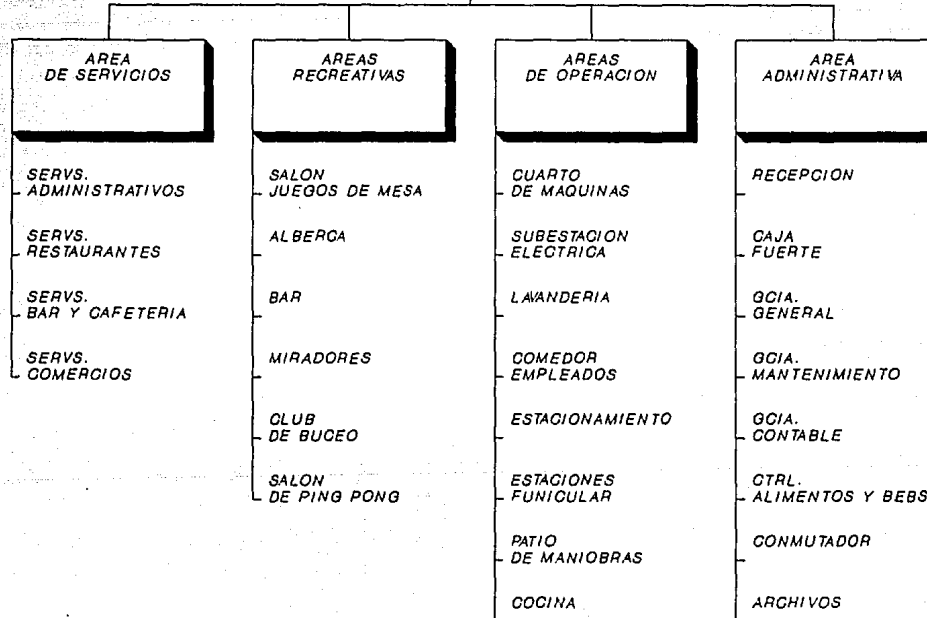 AREA
DE SERVICIOS
SERVS.
ADMINISTRATIVOS
SERVS.
RESTAURANTES
SERVS.
BAR Y CAFETERIA
SERVS.
COMERCIOS
AREAS
RECREATIVAS
SALON
JUEGOS DE MESA
ALBERCA
BAR
MIRADORES
CLUB
DE BUCEO
SALON
DE PING PONG
AREAS
DE OPERACION
CUARTO
DE MAQUINAS
SUBESTACION
ELECTRICA
LAVANDERIA
COMEDOR
EMPLEADOS
ESTACIONAMIENTO
ESTACIONES
FUNICULAR
PATIO
DE MANIOBRAS
COCINA
AREA
ADMINISTRATIVA
RECEPCION
CAJA
FUERTE
GCIA.
GENERAL
GCIA.
MANTENIMIENTO
GCIA.
CONTABLE
CTRL.
ALIMENTOS Y BEBS
CONMUTADOR
ARCHIVOS